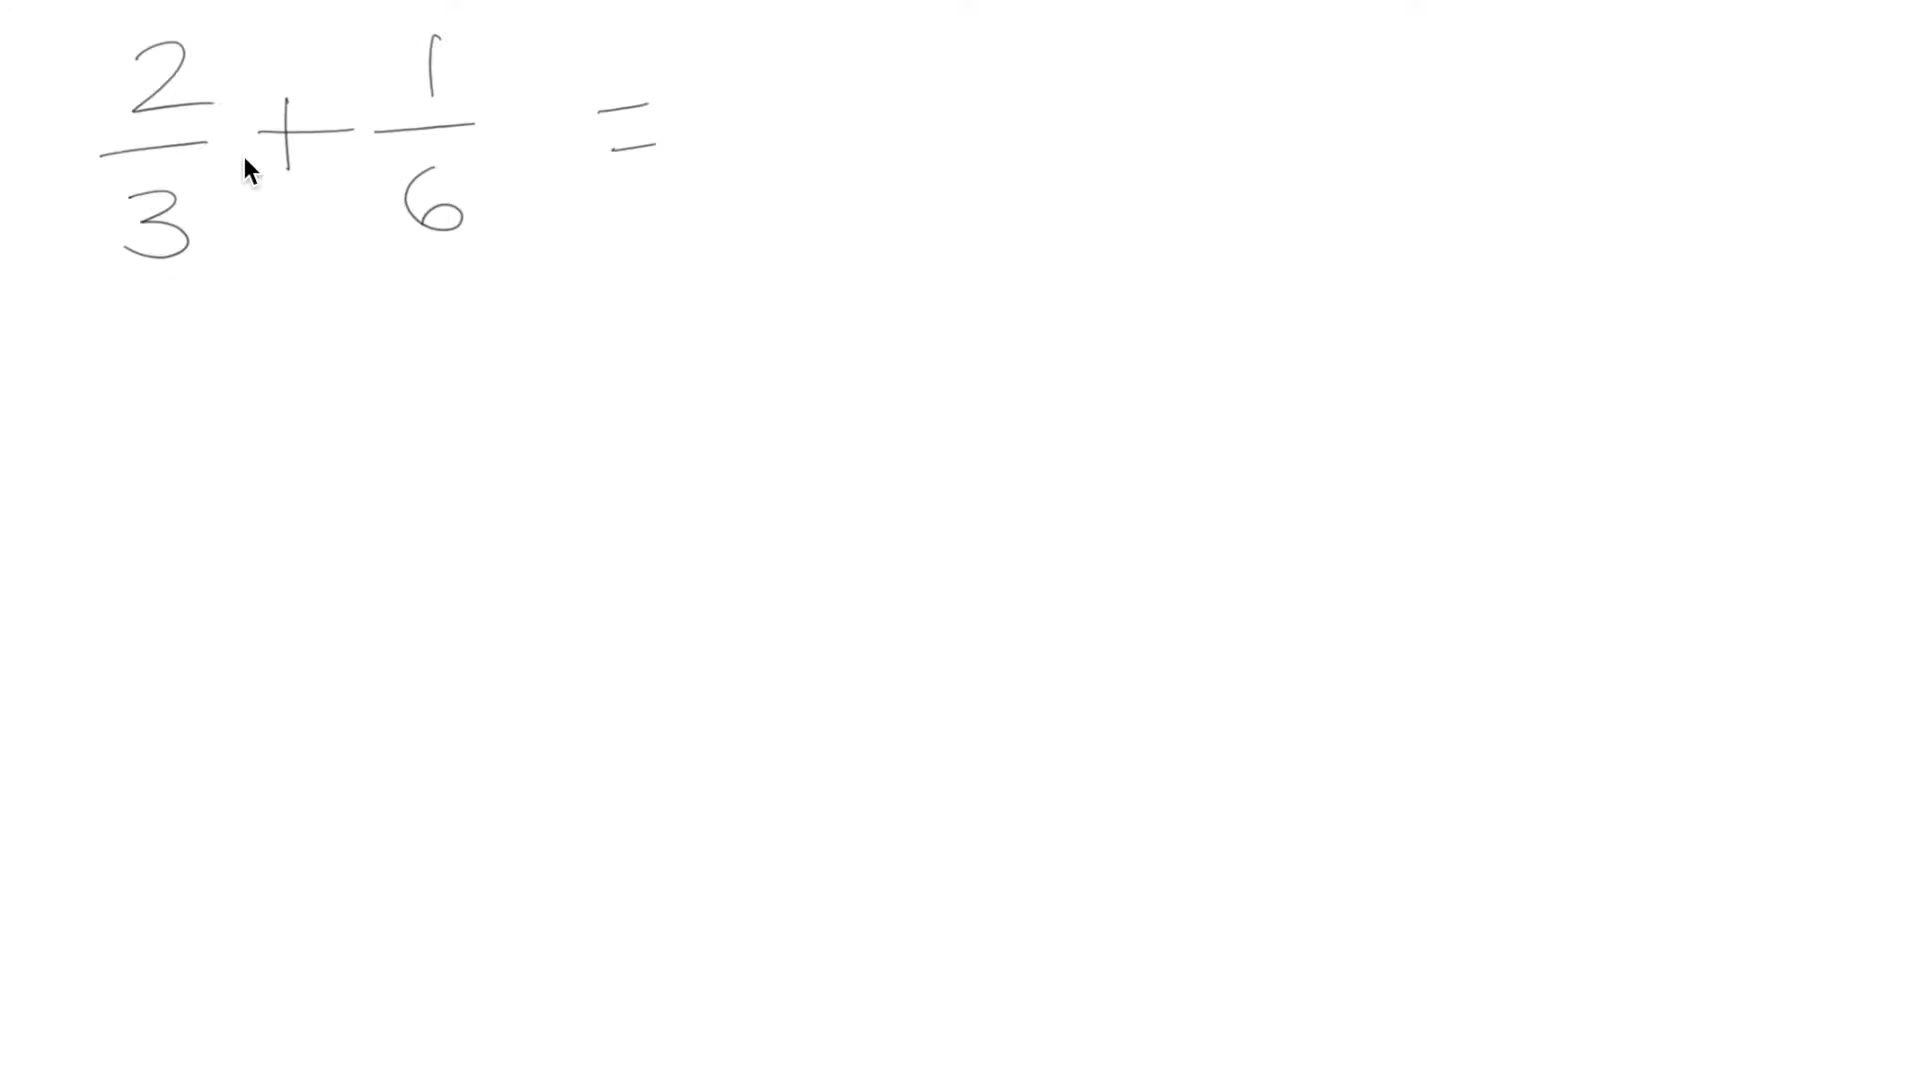 2/3 + 1/6 =